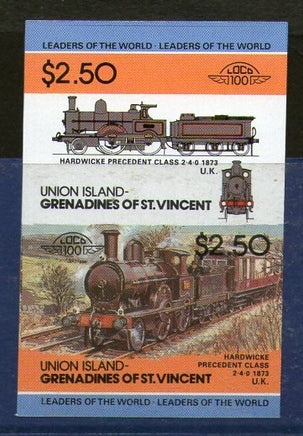 LEADERS OF THE WORLD · LEADERS OF THE WORLD
$2.50
LOCO
100
HARDWICKE PRECEDENT CLASS 2-4-0 1873
U.K.
UNION ISLAND-
GRENADINES OF ST. VINCENT
LOCO
100
$2.50
HARDWICKE
PRECEDENT CLASS
2-4-0 1873
U.K.
UNION ISLAND-
GRENADINES OF ST. VINCENT
LEADERS OF THE WORLD · LEADERS OF THE WORLD